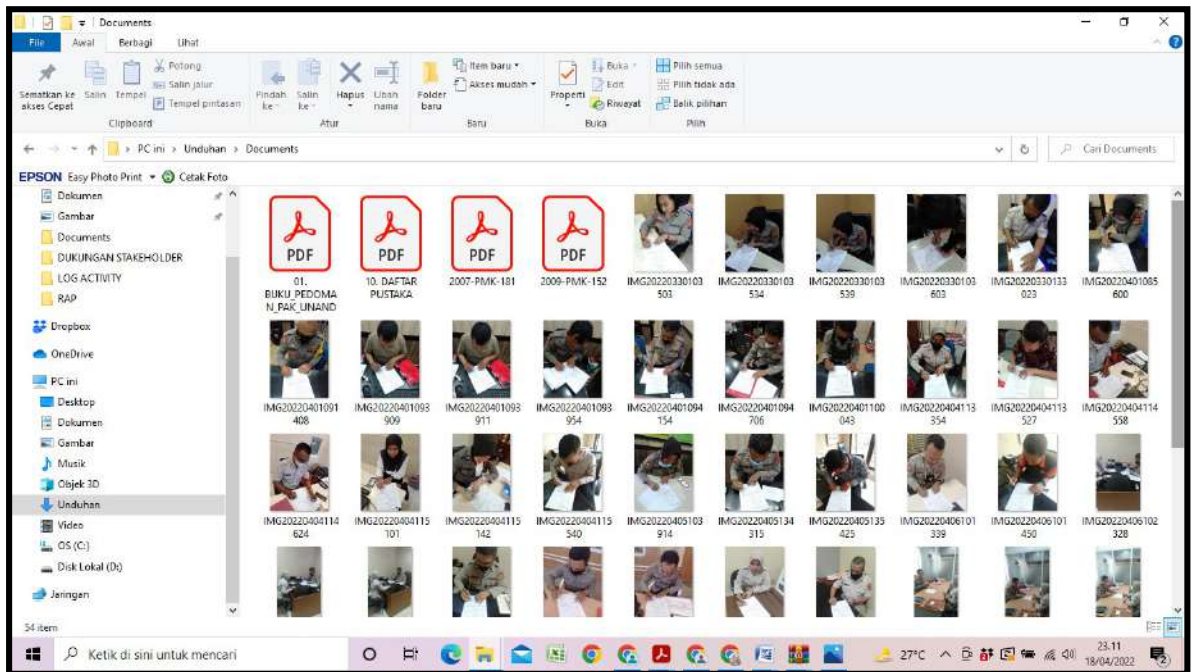 Documents
File Awal Berbagi Lihat
Sematkan ke akses Cepat
Salin
Tempel
Potong
Salin jalur
Tempel pintasan
Clipboard
Pindah ke
Salin ke
Hapus
Ubah nama
Atur
Folder baru
Item baru
Akses mudah
Baru
Properti
Buka
Edit
Riwayat
Buka
Pilih semua
Pilih tidak ada
Balik pilihan
Pilih
PC ini > Unduhan > Documents
Cari Documents
EPSON Easy Photo Print Cetak Foto
Dokumen
Gambar
Documents
DUKUNGAN STAKEHOLDER
LOG ACTIVITY
RAP
Dropbox
OneDrive
PC ini
Desktop
Dokumen
Gambar
Musik
Objek 3D
Unduhan
Video
OS (C:)
Disk Lokal (D:)
Jaringan
PDF PDF PDF PDF
01. BUKU_PEDOMAN_PAK_UNAND
10. DAFTAR PUSTAKA
2007-PMK-181
2009-PMK-152
IMG20220330103503
IMG20220330103534
IMG20220330103539
IMG20220330103603
IMG20220330133023
IMG20220401085600
IMG20220401091408
IMG20220401093909
IMG20220401093911
IMG20220401093954
IMG20220401094154
IMG20220401094706
IMG20220401100043
IMG20220404113354
IMG20220404113527
IMG20220404114558
IMG20220404114624
IMG20220404115101
IMG20220404115142
IMG20220404115540
IMG20220405103914
IMG20220405134315
IMG20220405135425
IMG20220406101339
IMG20220406101450
IMG20220406102328
54 item
Ketik di sini untuk mencari
27°C
23.11
18/04/2022